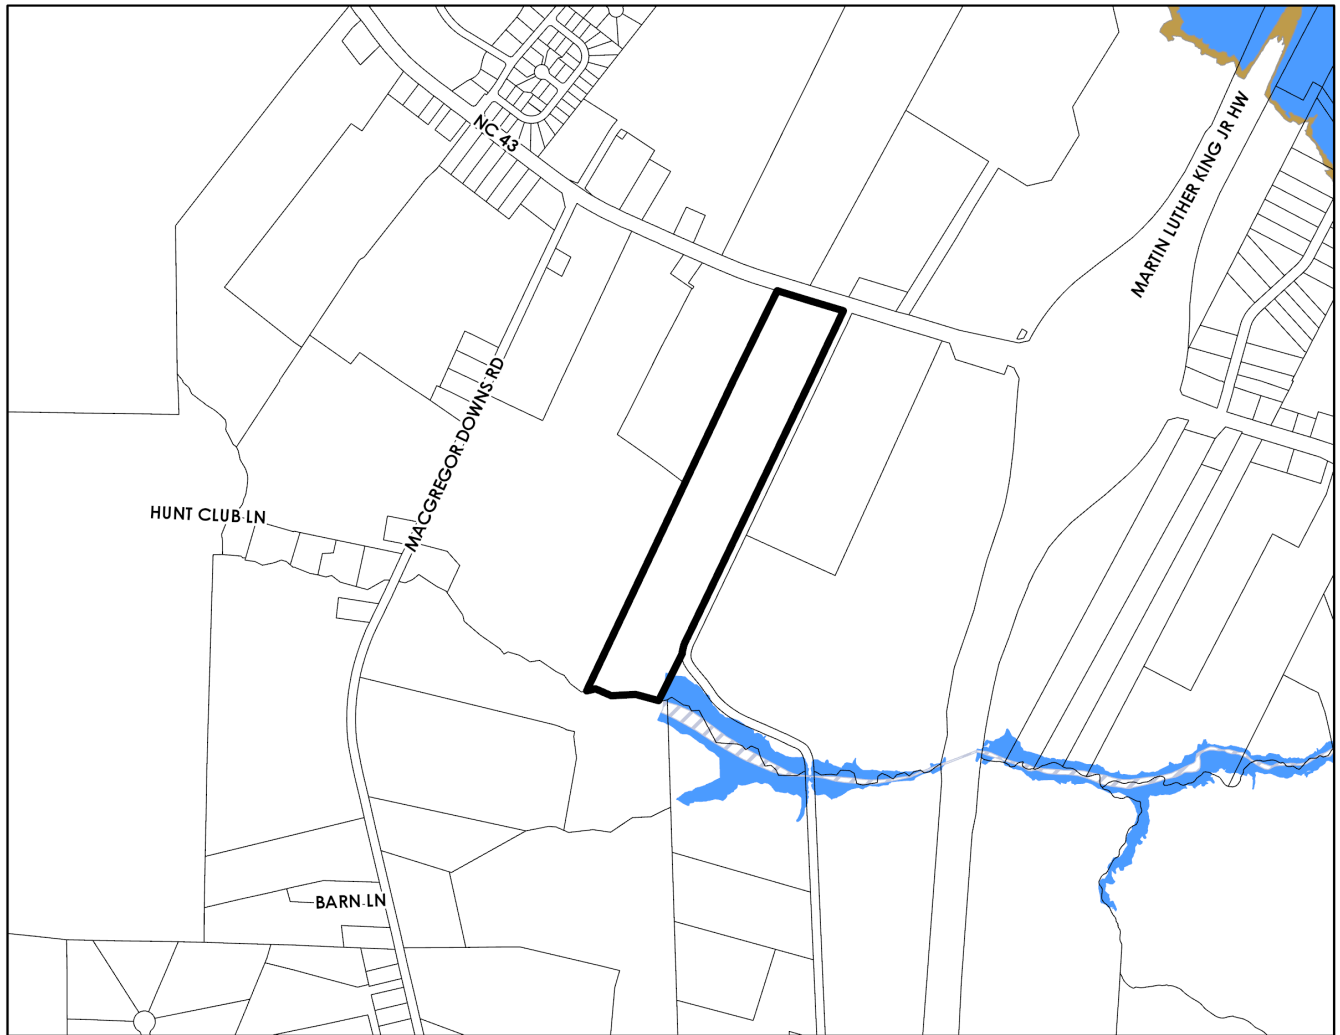 NC 43
MARTIN LUTHER KING JR HW
MACGREGOR DOWNS RD
HUNT CLUB LN
BARN LN